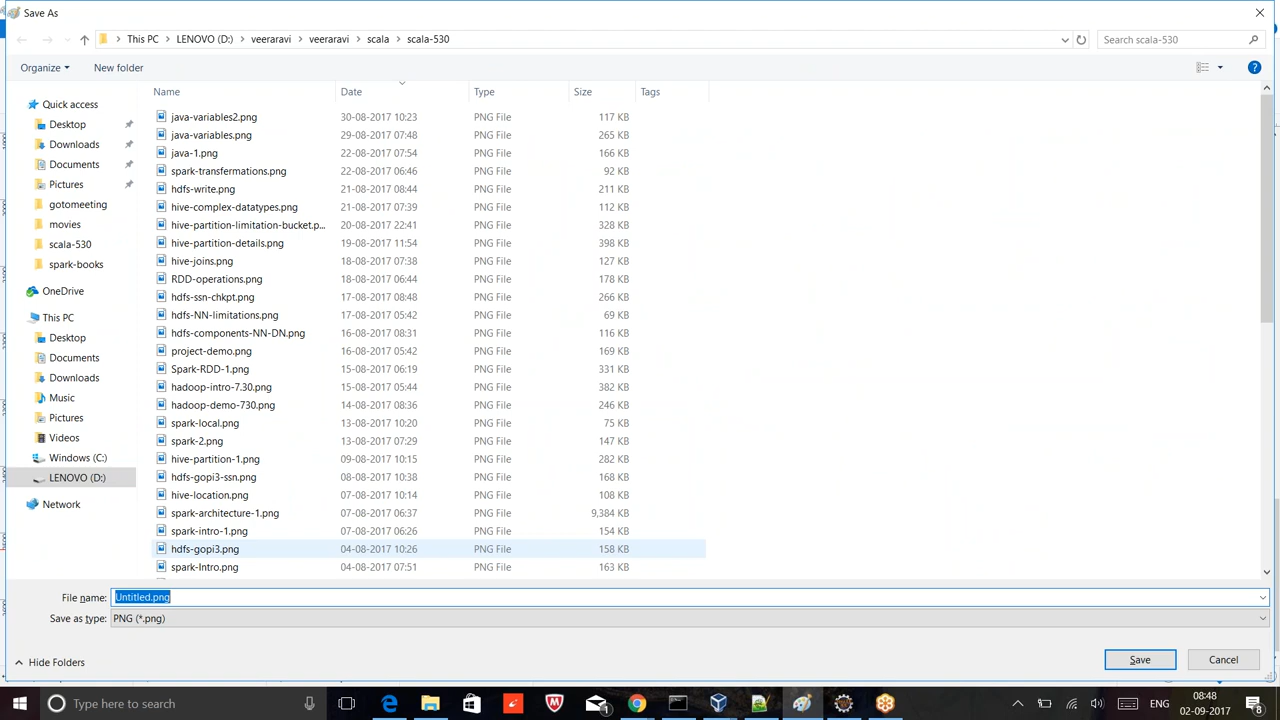 Save As
This PC > LENOVO (D:) > veeraravi > veeraravi > scala > scala-530
Search scala-530
Organize
New folder
Name Date Type Size Tags
Quick access
Desktop
Downloads
Documents
Pictures
gotomeeting
movies
scala-530
spark-books
OneDrive
This PC
Desktop
Documents
Downloads
Music
Pictures
Videos
Windows (C:)
LENOVO (D:)
Network
java-variables2.png 30-08-2017 10:23 PNG File 117 KB
java-variables.png 29-08-2017 07:48 PNG File 265 KB
java-1.png 22-08-2017 07:54 PNG File 166 KB
spark-transfermations.png 22-08-2017 06:46 PNG File 92 KB
hdfs-write.png 21-08-2017 08:44 PNG File 211 KB
hive-complex-datatypes.png 21-08-2017 07:39 PNG File 112 KB
hive-partition-limitation-bucket.p... 20-08-2017 22:41 PNG File 328 KB
hive-partition-details.png 19-08-2017 11:54 PNG File 398 KB
hive-joins.png 18-08-2017 07:38 PNG File 127 KB
RDD-operations.png 18-08-2017 06:44 PNG File 178 KB
hdfs-ssn-chkpt.png 17-08-2017 08:48 PNG File 266 KB
hdfs-NN-limitations.png 17-08-2017 05:42 PNG File 69 KB
hdfs-components-NN-DN.png 16-08-2017 08:31 PNG File 116 KB
project-demo.png 16-08-2017 05:42 PNG File 169 KB
Spark-RDD-1.png 15-08-2017 06:19 PNG File 331 KB
hadoop-intro-7.30.png 15-08-2017 05:44 PNG File 382 KB
hadoop-demo-730.png 14-08-2017 08:36 PNG File 246 KB
spark-local.png 13-08-2017 10:20 PNG File 75 KB
spark-2.png 13-08-2017 07:29 PNG File 147 KB
hive-partition-1.png 09-08-2017 10:15 PNG File 282 KB
hdfs-gopi3-ssn.png 08-08-2017 10:38 PNG File 168 KB
hive-location.png 07-08-2017 10:14 PNG File 108 KB
spark-architecture-1.png 07-08-2017 06:37 PNG File 9,384 KB
spark-intro-1.png 07-08-2017 06:26 PNG File 154 KB
hdfs-gopi3.png 04-08-2017 10:26 PNG File 158 KB
spark-Intro.png 04-08-2017 07:51 PNG File 163 KB
File name: Untitled.png
Save as type: PNG (*.png)
Hide Folders
Save
Cancel
Type here to search
ENG
08:48
02-09-2017
8